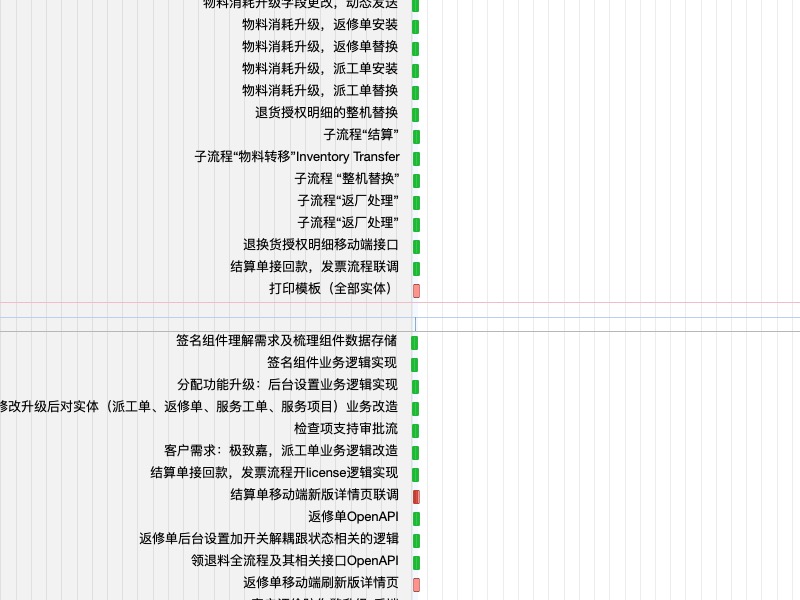 物料消耗升级字段更改，动态发送
物料消耗升级，返修单安装
物料消耗升级，返修单替换
物料消耗升级，派工单安装
物料消耗升级，派工单替换
退货授权明细的整机替换
子流程“结算”
子流程“物料转移”Inventory Transfer
子流程 “整机替换”
子流程“返厂处理”
子流程“返厂处理”
退换货授权明细移动端接口
结算单接回款，发票流程联调
打印模板（全部实体）
签名组件理解需求及梳理组件数据存储
签名组件业务逻辑实现
分配功能升级：后台设置业务逻辑实现
修改升级后对实体（派工单、返修单、服务工单、服务项目）业务改造
检查项支持审批流
客户需求：极致嘉，派工单业务逻辑改造
结算单接回款，发票流程开license逻辑实现
结算单移动端新版详情页联调
返修单OpenAPI
返修单后台设置加开关解耦跟状态相关的逻辑
领退料全流程及其相关接口OpenAPI
返修单移动端刷新版详情页